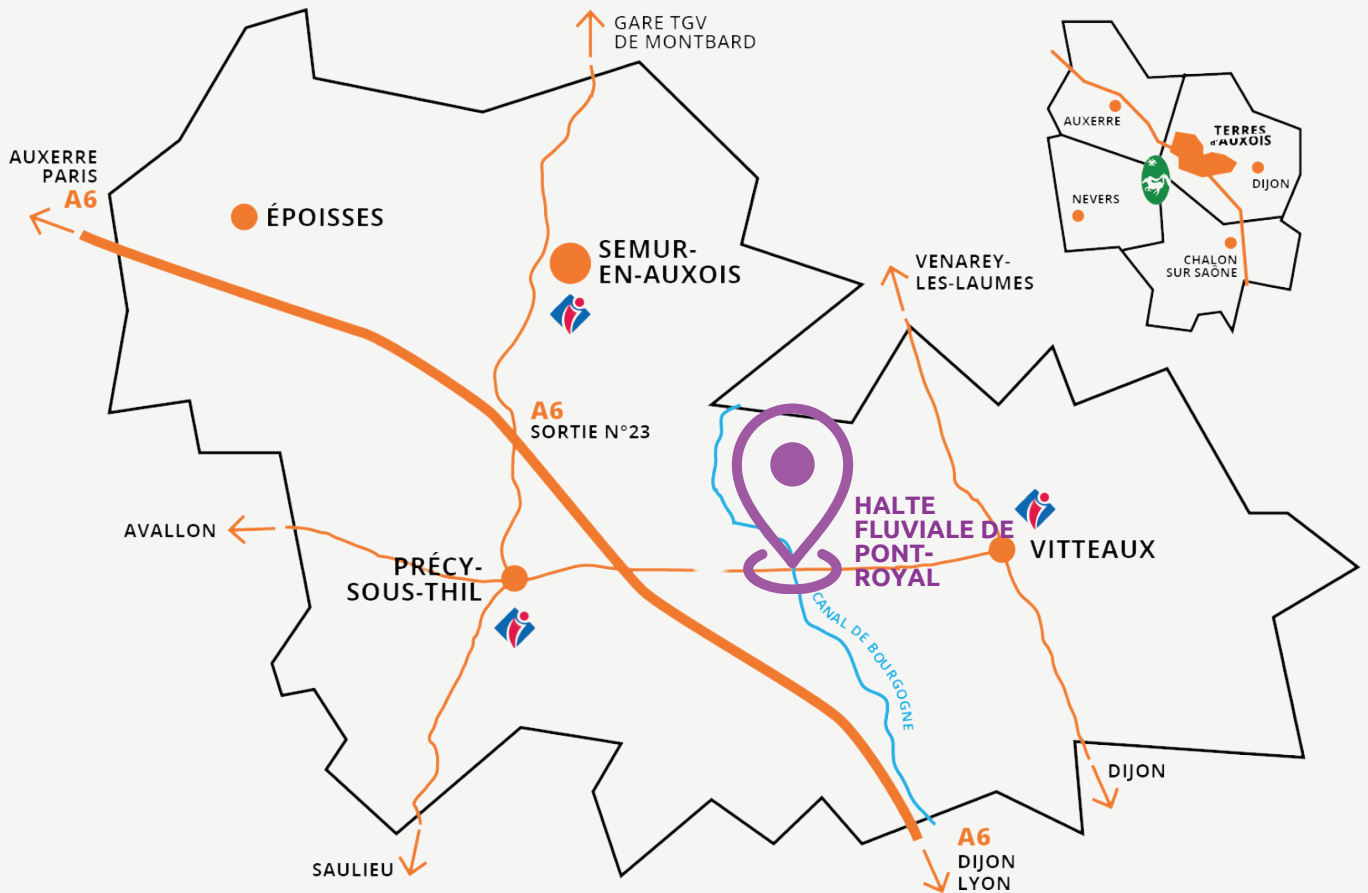 GARE TGV
DE MONTBARD
AUXERRE
PARIS
A6
ÉPOISSES
SEMUR-
EN-AUXOIS
VENAREY-
LES-LAUMES
AUXERRE
TERRES
d'AUXOIS
DIJON
NEVERS
CHALON
SUR SAÔNE
A6
SORTIE N°23
HALTE
FLUVIALE DE
PONT-
ROYAL
AVALLON
PRÉCY-
SOUS-THIL
VITTEAUX
CANAL DE BOURGOGNE
DIJON
SAULIEU
A6
DIJON
LYON